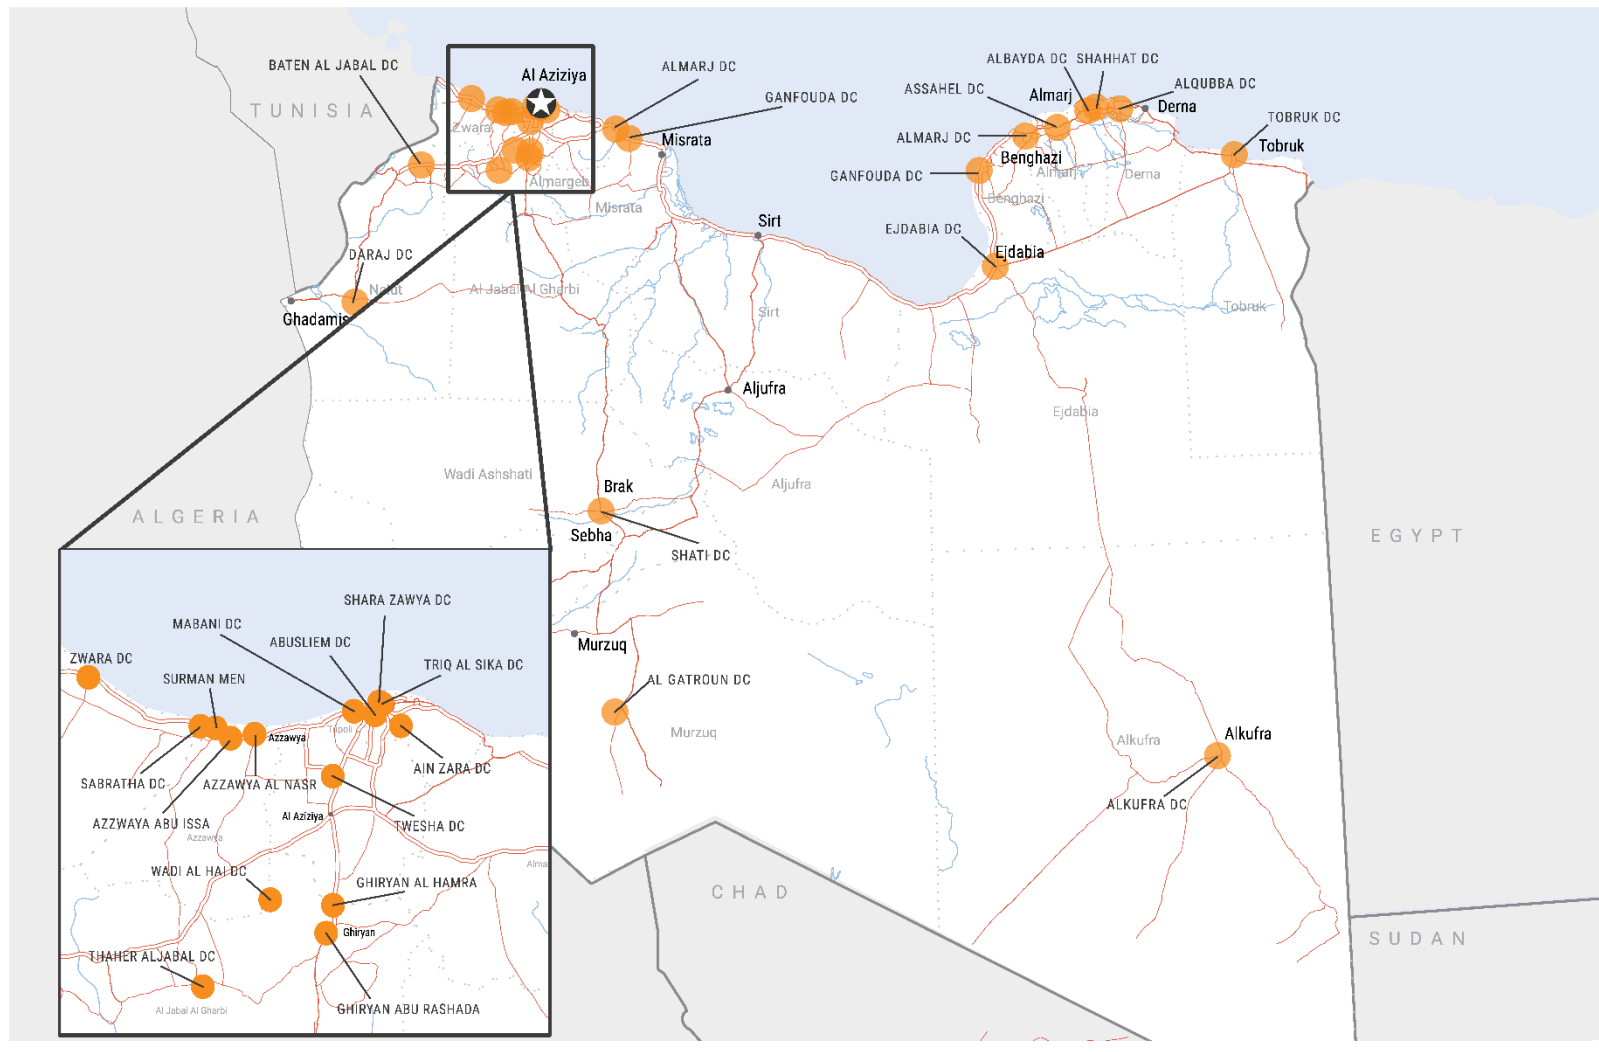 BATEN AL JABAL DC
TUNISIA
Al Aziziya
ALMARJ DC
GANFOUDA DC
Misrata
Zwara
Almargeb
Misrata
ALBAYDA DC
SHAHHAT DC
ASSAHEL DC
Almarj
ALQUBBA DC
Derna
ALMARJ DC
TOBRUK DC
Tobruk
Benghazi
GANFOUDA DC
Almarj
Derna
Benghazi
Sirt
EJDABIA DC
Ejdabia
DARAJ DC
Nalut
Al Jabal Al Gharbi
Ghadamis
Sirt
Tobruk
Aljufra
Ejdabia
Wadi Ashshati
Brak
Aljufra
ALGERIA
Sebha
EGYPT
SHATI DC
Murzuq
AL GATROUN DC
Murzuq
Alkufra
Alkufra
ALKUFRA DC
CHAD
SUDAN
SHARA ZAWYA DC
MABANI DC
ABUSLIEM DC
ZWARA DC
TRIQ AL SIKA DC
SURMAN MEN
Tripoli
Azzawya
AIN ZARA DC
SABRATHA DC
AZZAWYA AL NASR
Al Aziziya
AZZWAYA ABU ISSA
TWESHA DC
Azzawya
Alma
WADI AL HAI DC
GHIRYAN AL HAMRA
Ghiryan
THAHER ALJABAL DC
GHIRYAN ABU RASHADA
Al Jabal Al Gharbi